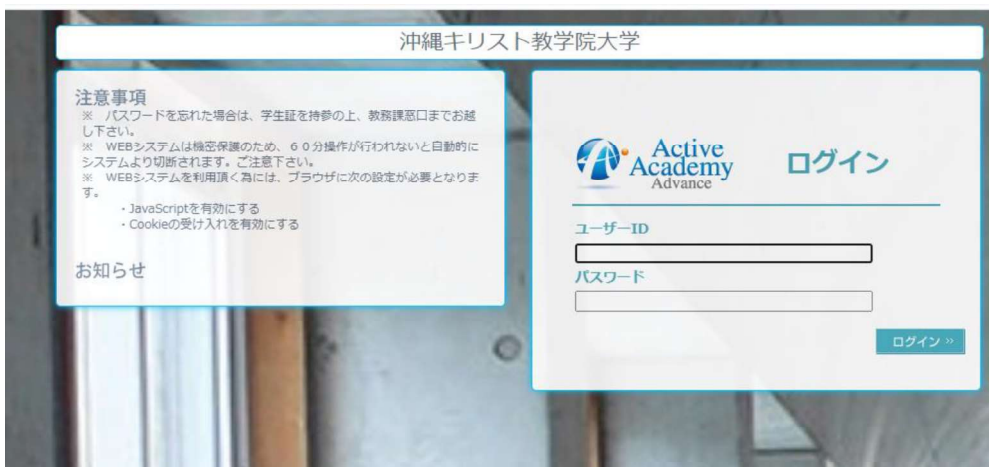 沖縄キリスト教学院大学
注意事項
※ パスワードを忘れた場合は、学生証を持参の上、教務課窓口までお越
し下さい。
※ WEBシステムは機密保護のため、６０分操作が行われないと自動的に
システムより切断されます。ご注意下さい。
※ WEBシステムを利用頂く為には、ブラウザに次の設定が必要となりま
す。
・JavaScriptを有効にする
・Cookieの受け入れを有効にする
お知らせ
Active
Academy
Advance
ログイン
ユーザーID
パスワード
ログイン »